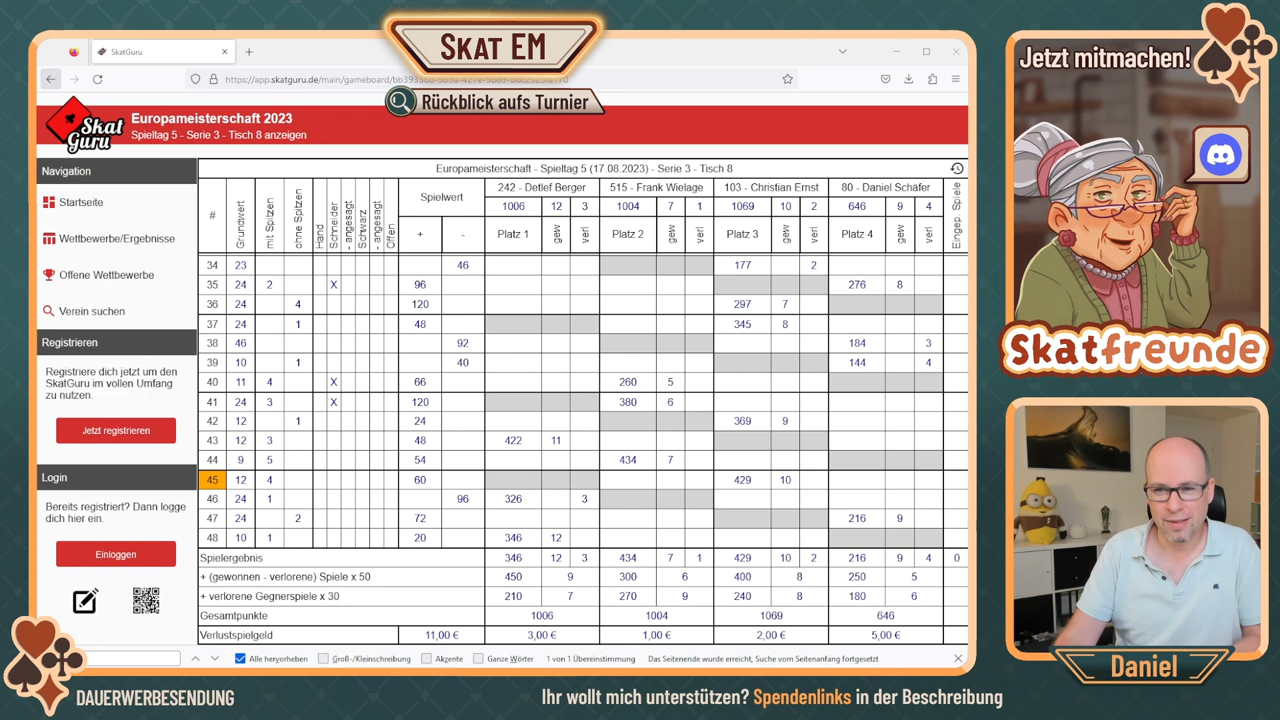 SKAT EM
Rückblick aufs Turnier
Jetzt mitmachen!
SkatGuru
https://app.skatguru.de/main/gameboard/
Skat Guru
Europameisterschaft 2023
Spieltag 5 - Serie 3 - Tisch 8 anzeigen
Navigation
Startseite
Wettbewerbe/Ergebnisse
Offene Wettbewerbe
Verein suchen
Registrieren
Registriere dich jetzt um den
SkatGuru im vollen Umfang
zu nutzen.
Jetzt registrieren
Login
Bereits registriert? Dann logge
dich hier ein.
Einloggen
Europameisterschaft - Spieltag 5 (17.08.2023) - Serie 3 - Tisch 8
# Grundwert mit Spitzen ohne Spitzen Hand Schneider - angesagt Schwarz - angesagt Offen Spielwert + - Eingep. Spiele
242 - Detlef Berger 515 - Frank Wielage 103 - Christian Ernst 80 - Daniel Schäfer
1006 12 3 1004 7 1 1069 10 2 646 9 4
Platz 1 gew verl Platz 2 gew verl Platz 3 gew verl Platz 4 gew verl
34 23 46 177 2
35 24 2 X 96 276 8
36 24 4 120 297 7
37 24 1 48 345 8
38 46 92 184 3
39 10 1 40 144 4
40 11 4 X 66 260 5
41 24 3 X 120 380 6
42 12 1 24 369 9
43 12 3 48 422 11
44 9 5 54 434 7
45 12 4 60 429 10
46 24 1 96 326 3
47 24 2 72 216 9
48 10 1 20 346 12
Spielergebnis 346 12 3 434 7 1 429 10 2 216 9 4 0
+ (gewonnen - verlorene) Spiele x 50 450 9 300 6 400 8 250 5
+ verlorene Gegnerspiele x 30 210 7 270 9 240 8 180 6
Gesamtpunkte 1006 1004 1069 646
Verlustspielgeld 11,00 € 3,00 € 1,00 € 2,00 € 5,00 €
Alle hervorheben Groß-/Kleinschreibung Akzente Ganze Wörter 1 von 1 Übereinstimmung Das Seitenende wurde erreicht, Suche vom Seitenanfang fortgesetzt
Skatfreunde
Daniel
DAUERWERBESENDUNG
Ihr wollt mich unterstützen? Spendenlinks in der Beschreibung